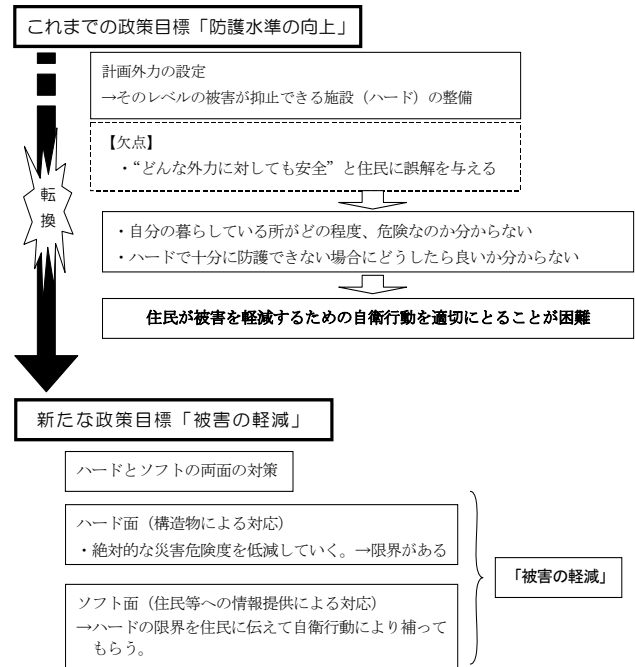 これまでの政策目標「防護水準の向上」
計画外力の設定
→そのレベルの被害が抑止できる施設（ハード）の整備
【欠点】
・“どんな外力に対しても安全”と住民に誤解を与える
転
換
・自分の暮らしている所がどの程度、危険なのか分からない
・ハードで十分に防護できない場合にどうしたら良いか分からない
住民が被害を軽減するための自衛行動を適切にとることが困難
新たな政策目標「被害の軽減」
ハードとソフトの両面の対策
ハード面（構造物による対応）
・絶対的な災害危険度を低減していく。→限界がある
「被害の軽減」
ソフト面（住民等への情報提供による対応）
→ハードの限界を住民に伝えて自衛行動により補って
もらう。